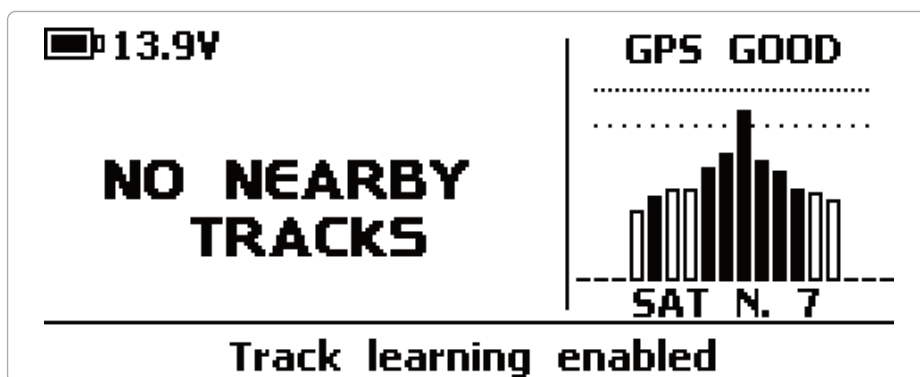 13.9V
GPS GOOD
NO NEARBY
TRACKS
SAT N. 7
Track learning enabled